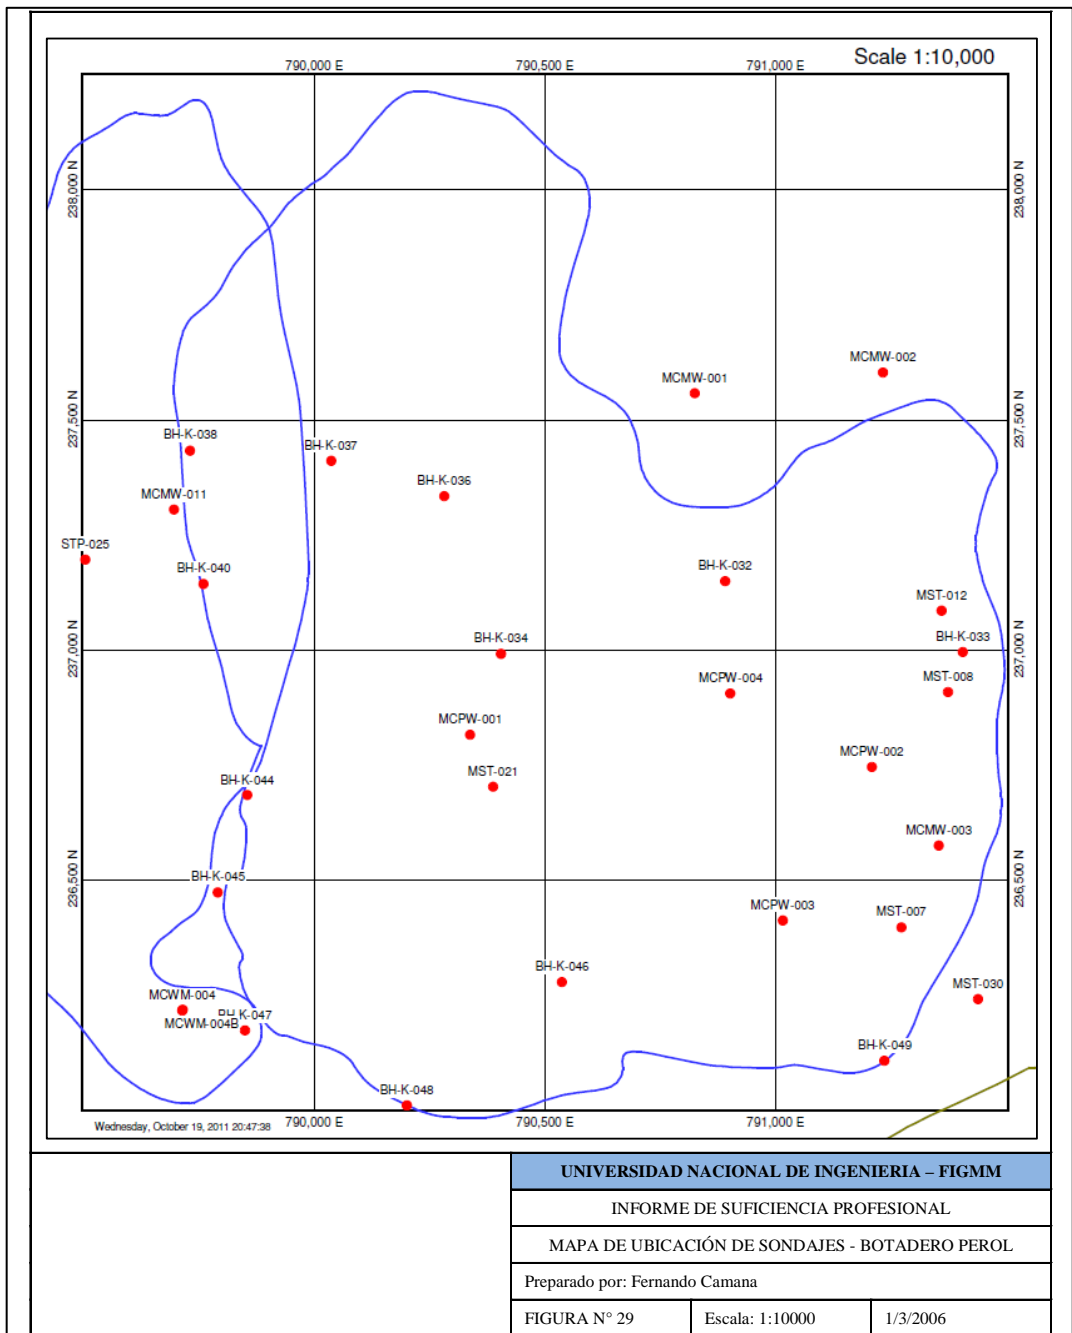 Scale 1:10,000
790,000 E 790,500 E 791,000 E
238,000 N 238,000 N
MCMW-002
MCMW-001
237,500 N 237,500 N
BH-K-038
BH-K-037
BH-K-036
MCMW-011
STP-025
BH-K-040
BH-K-032
MST-012
BH-K-034
BH-K-033
237,000 N 237,000 N
MCPW-004
MST-008
MCPW-001
MCPW-002
MST-021
BH-K-044
MCMW-003
236,500 N 236,500 N
BH-K-045
MCPW-003
MST-007
BH-K-046
MST-030
MCWM-004
BH-K-047
MCWM-004B
BH-K-049
BH-K-048
Wednesday, October 19, 2011 20:47:38
790,000 E 790,500 E 791,000 E
UNIVERSIDAD NACIONAL DE INGENIERIA – FIGMM
INFORME DE SUFICIENCIA PROFESIONAL
MAPA DE UBICACIÓN DE SONDAJES - BOTADERO PEROL
Preparado por: Fernando Camana
FIGURA N° 29 Escala: 1:10000 1/3/2006